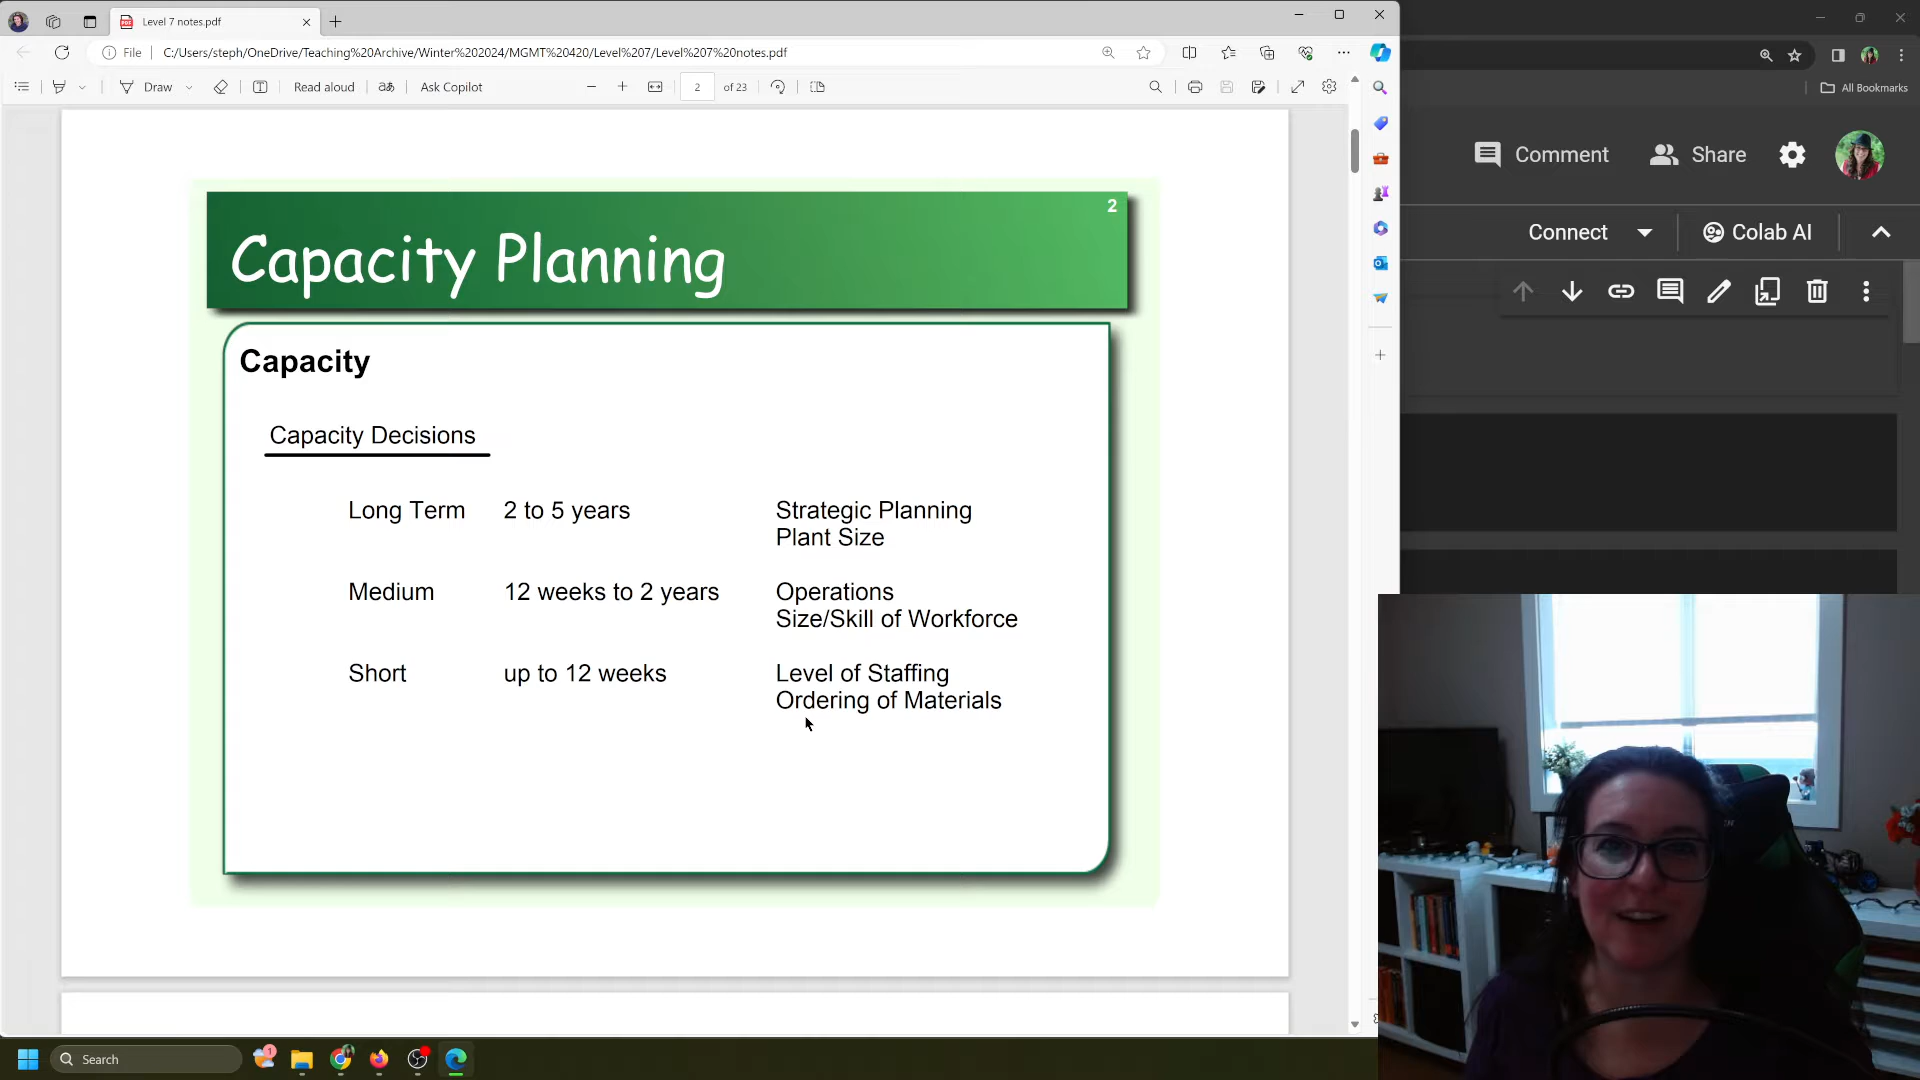 Level 7 notes.pdf
File
C:/Users/steph/OneDrive/Teaching%20Archive/Winter%202024/MGMT%20420/Level%207/Level%207%20notes.pdf
Draw
aあ
Read aloud
Ask Copilot
2
of 23
All Bookmarks
Comment
Share
Connect
Colab AI
2
Capacity Planning
Capacity
Capacity Decisions
Long Term 2 to 5 years Strategic Planning
Plant Size
Medium 12 weeks to 2 years Operations
Size/Skill of Workforce
Short up to 12 weeks Level of Staffing
Ordering of Materials
Search
1